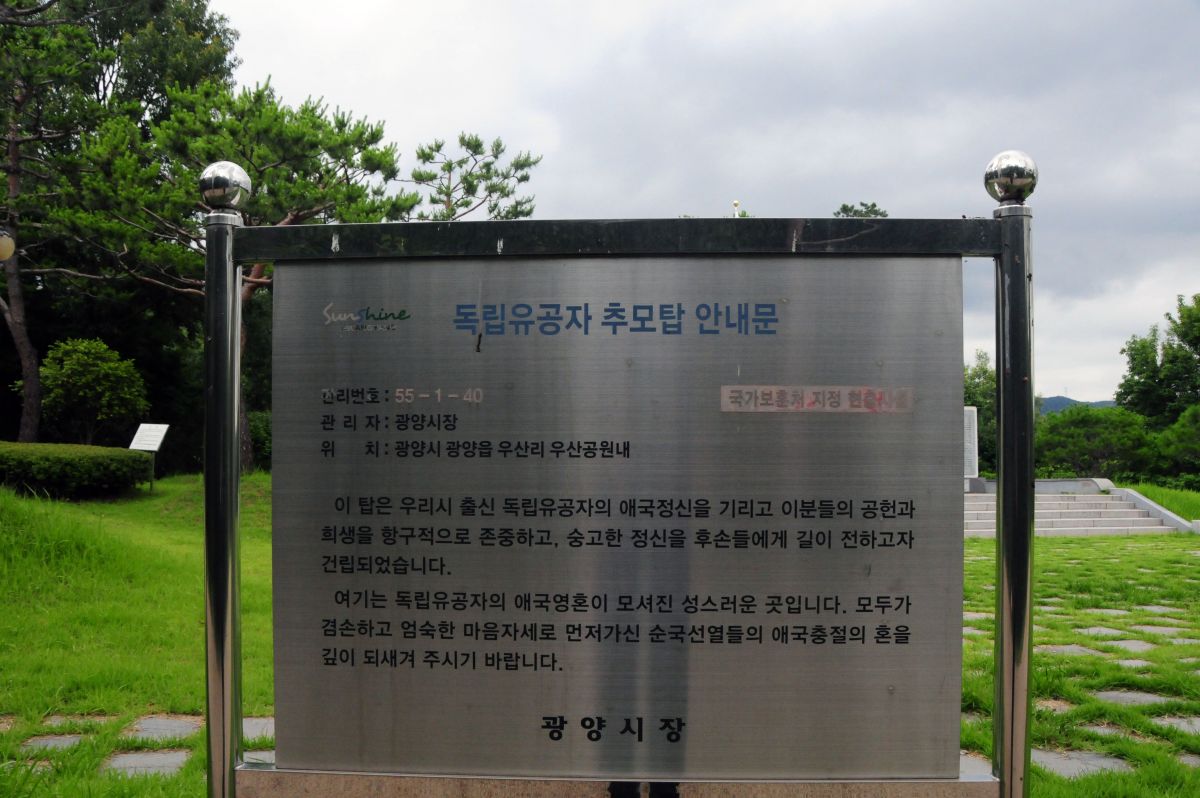 Sunshine
독립유공자 추모탑 안내문
관리번호 : 55-1-40
국가보훈처 지정 현충시설
관 리 자 : 광양시장
위 치 : 광양시 광양읍 우산리 우산공원내
이 탑은 우리시 출신 독립유공자의 애국정신을 기리고 이분들의 공헌과
희생을 항구적으로 존중하고, 숭고한 정신을 후손들에게 길이 전하고자
건립되었습니다.
여기는 독립유공자의 애국영혼이 모셔진 성스러운 곳입니다. 모두가
겸손하고 엄숙한 마음자세로 먼저가신 순국선열들의 애국충절의 혼을
깊이 되새겨 주시기 바랍니다.
광양시장